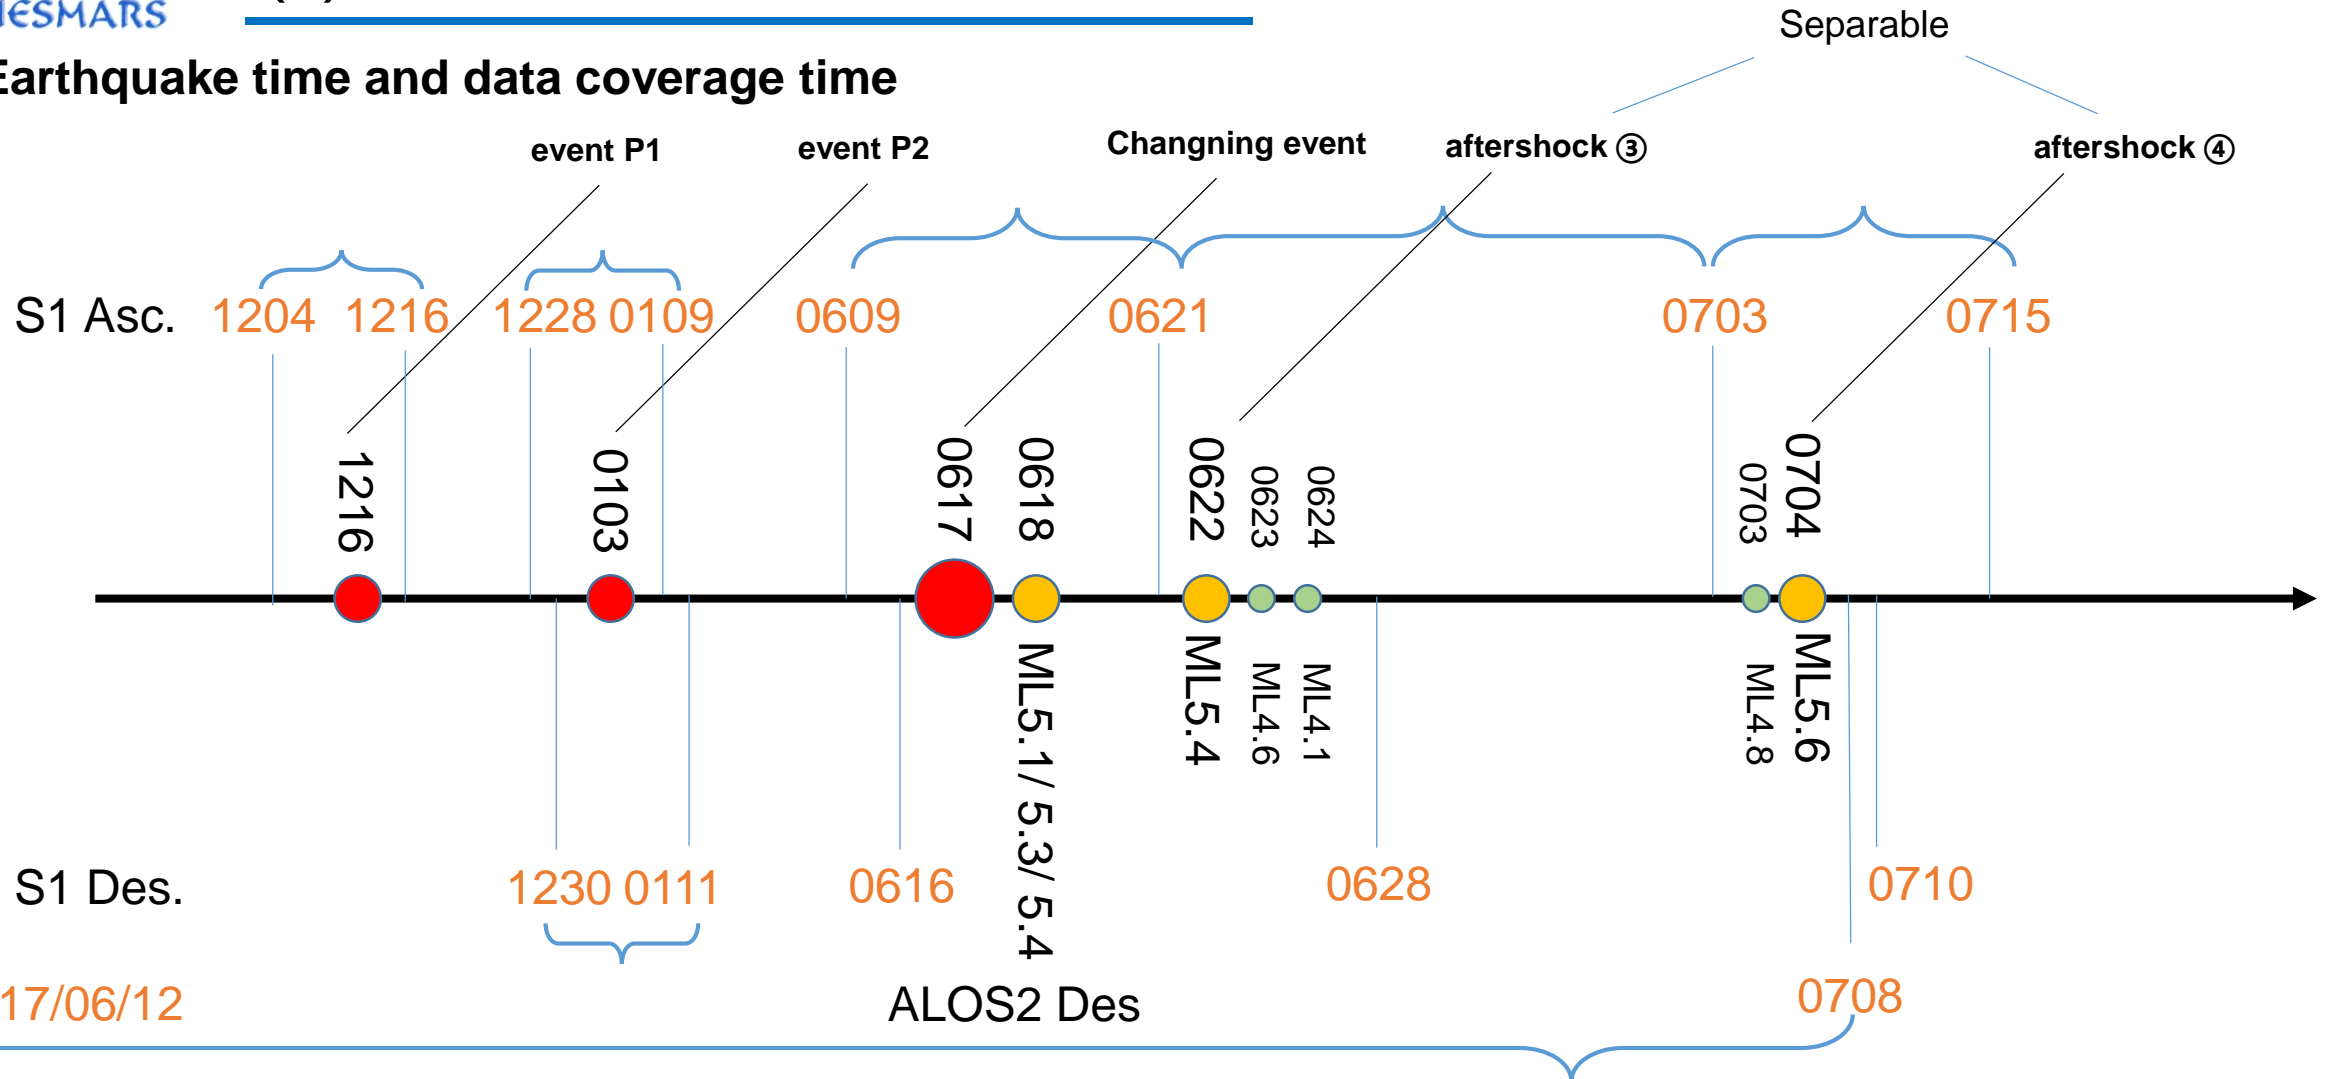 Earthquake time and data coverage time
Separable
event P1
event P2
Changning event
aftershock ③
aftershock ④
S1 Asc.
1204
1216
1228
0109
0609
0621
0703
0715
1216
0103
0617
0618
0622
0623
0624
0703
0704
ML5.1/ 5.3/ 5.4
ML5.4
ML4.6
ML4.1
ML4.8
ML5.6
S1 Des.
1230
0111
0616
0628
0710
17/06/12
ALOS2 Des
0708